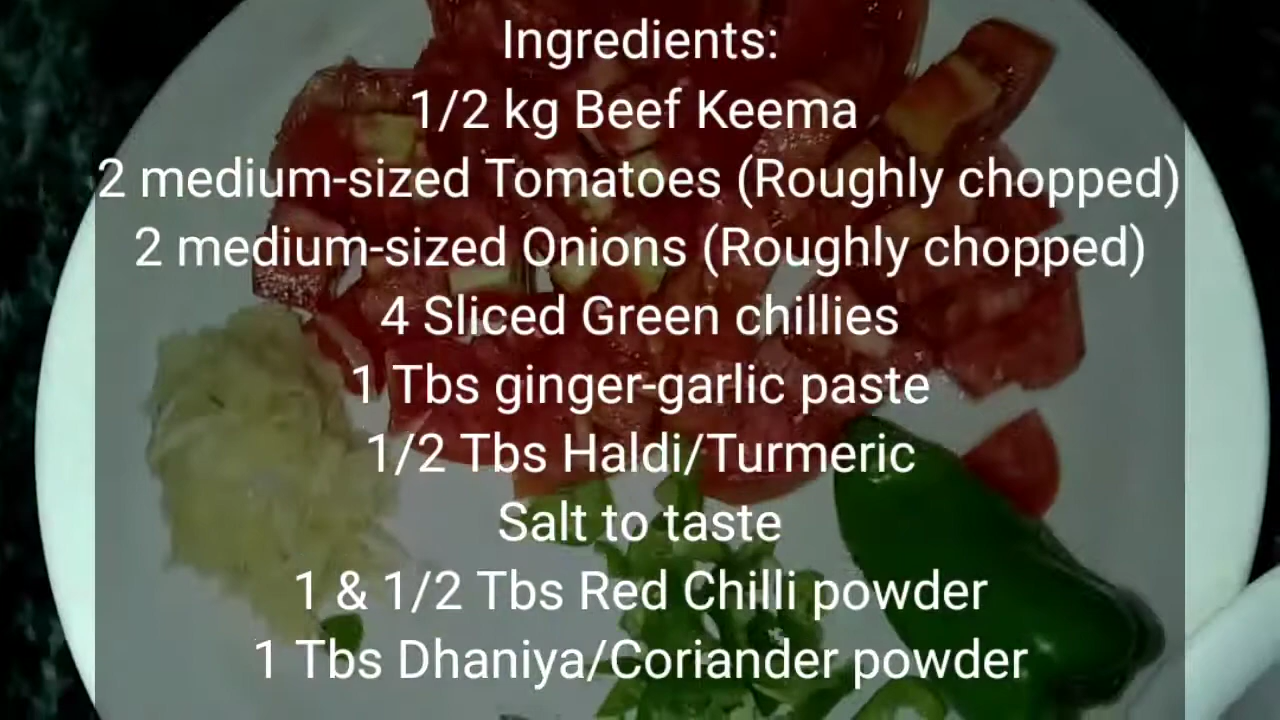 Ingredients:
1/2 kg Beef Keema
2 medium-sized Tomatoes (Roughly chopped)
2 medium-sized Onions (Roughly chopped)
4 Sliced Green chillies
1 Tbs ginger-garlic paste
1/2 Tbs Haldi/Turmeric
Salt to taste
1 & 1/2 Tbs Red Chilli powder
1 Tbs Dhaniya/Coriander powder